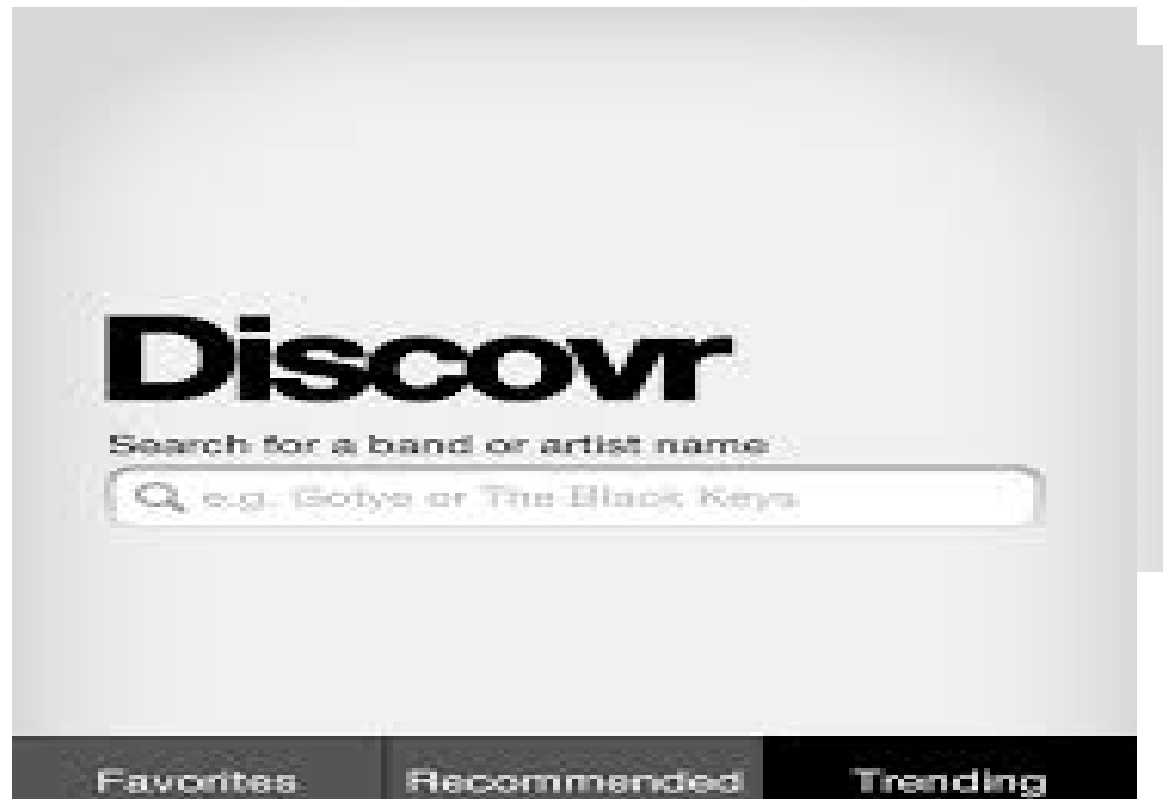 Discovr
Search for a band or artist name
e.g. Gotye or The Black Keys
Favorites Recommended Trending